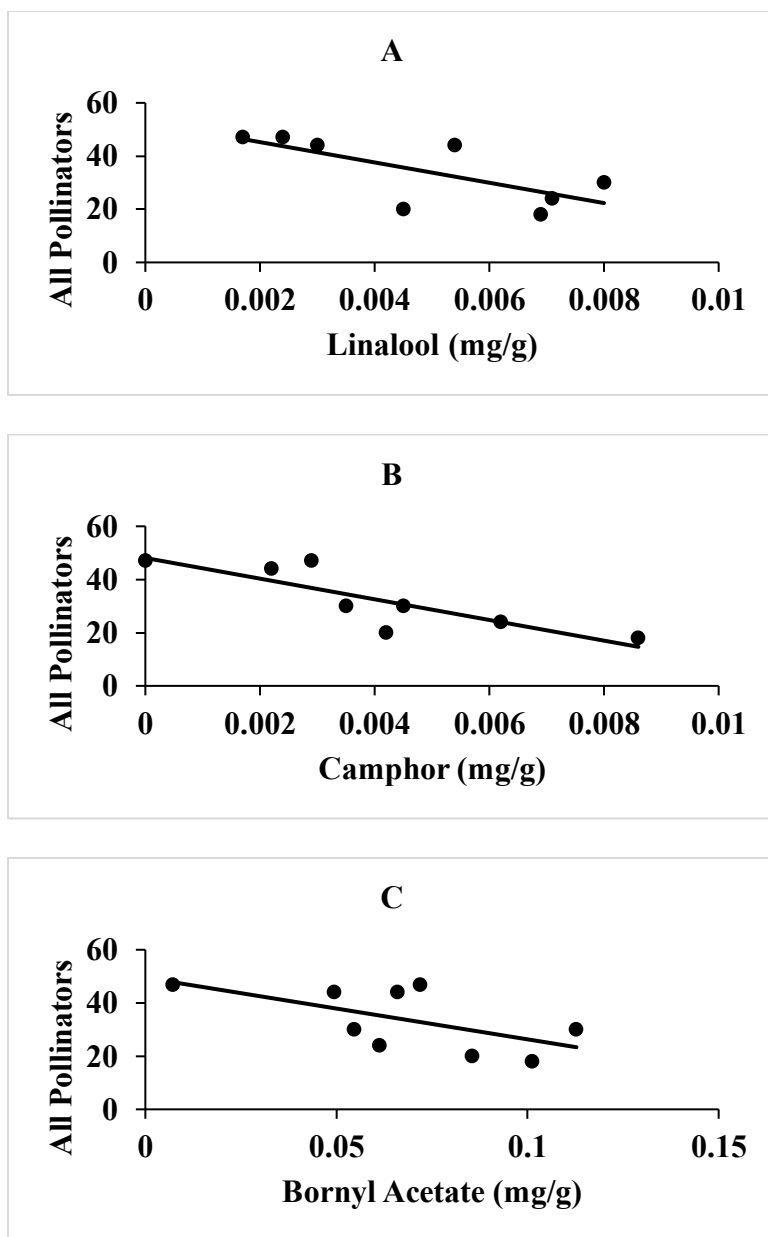 A
All Pollinators
60
40
20
0
0 0.002 0.004 0.006 0.008 0.01
Linalool (mg/g)
B
All Pollinators
60
40
20
0
0 0.002 0.004 0.006 0.008 0.01
Camphor (mg/g)
C
All Pollinators
60
40
20
0
0 0.05 0.1 0.15
Bornyl Acetate (mg/g)